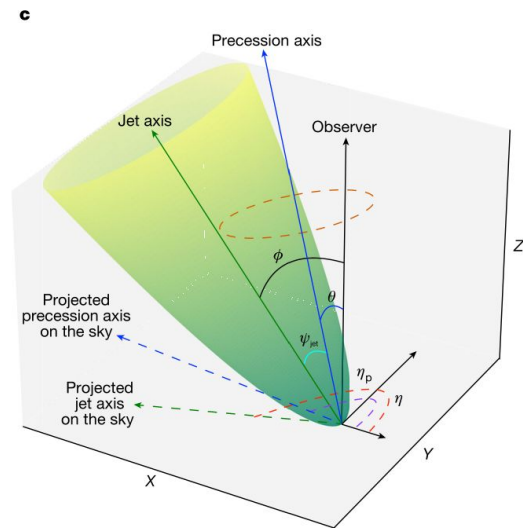 c
Precession axis
Jet axis
Observer
Z
ϕ
θ
Projected
precession axis
on the sky
ψjet
Projected
jet axis
on the sky
ηp
η
X
Y